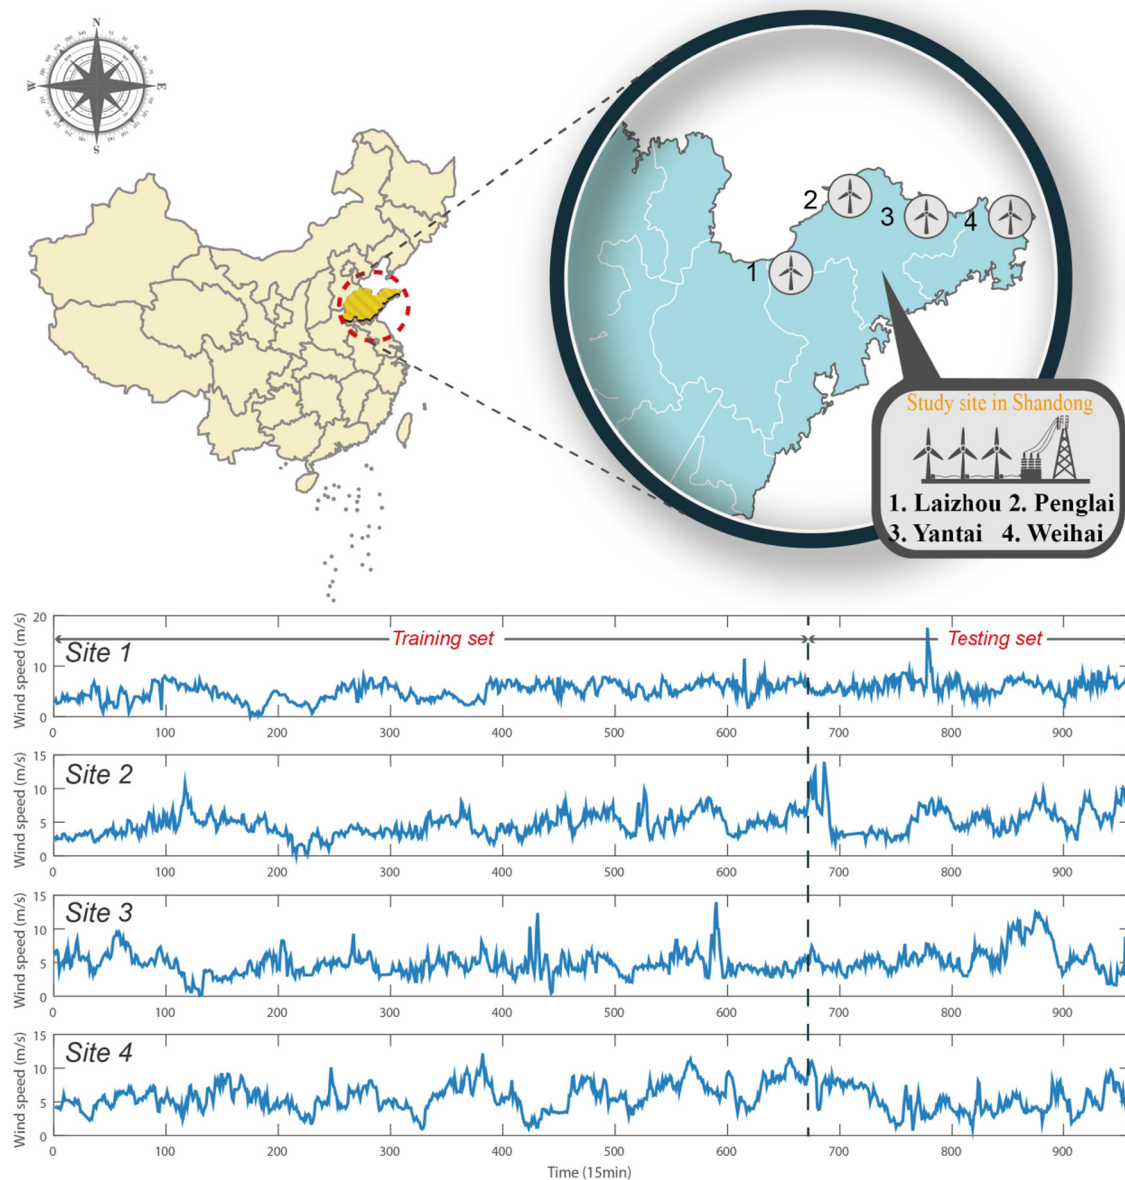 N
W
E
S
2
3
4
1
Study site in Shandong
1. Laizhou 2. Penglai
3. Yantai 4. Weihai
Wind speed (m/s)
20
10
0
Site 1
Training set
Testing set
0 100 200 300 400 500 600 700 800 900
Wind speed (m/s)
15
10
5
0
Site 2
0 100 200 300 400 500 600 700 800 900
Wind speed (m/s)
15
10
5
0
Site 3
0 100 200 300 400 500 600 700 800 900
Wind speed (m/s)
15
10
5
0
Site 4
0 100 200 300 400 500 600 700 800 900
Time (15min)